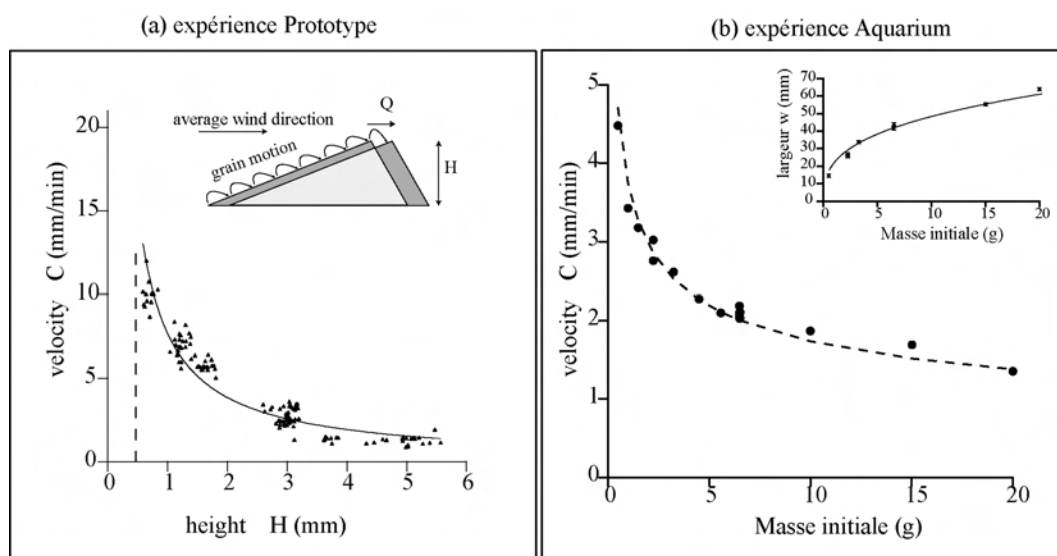 (a) expérience Prototype
20
15
10
5
0
velocity C (mm/min)
average wind direction
Q
grain motion
H
0 1 2 3 4 5 6
height H (mm)
(b) expérience Aquarium
5
4
3
2
1
0
velocity C (mm/min)
70
60
50
40
30
20
10
0
largeur w (mm)
0 5 10 15 20
Masse initiale (g)
0 5 10 15 20
Masse initiale (g)